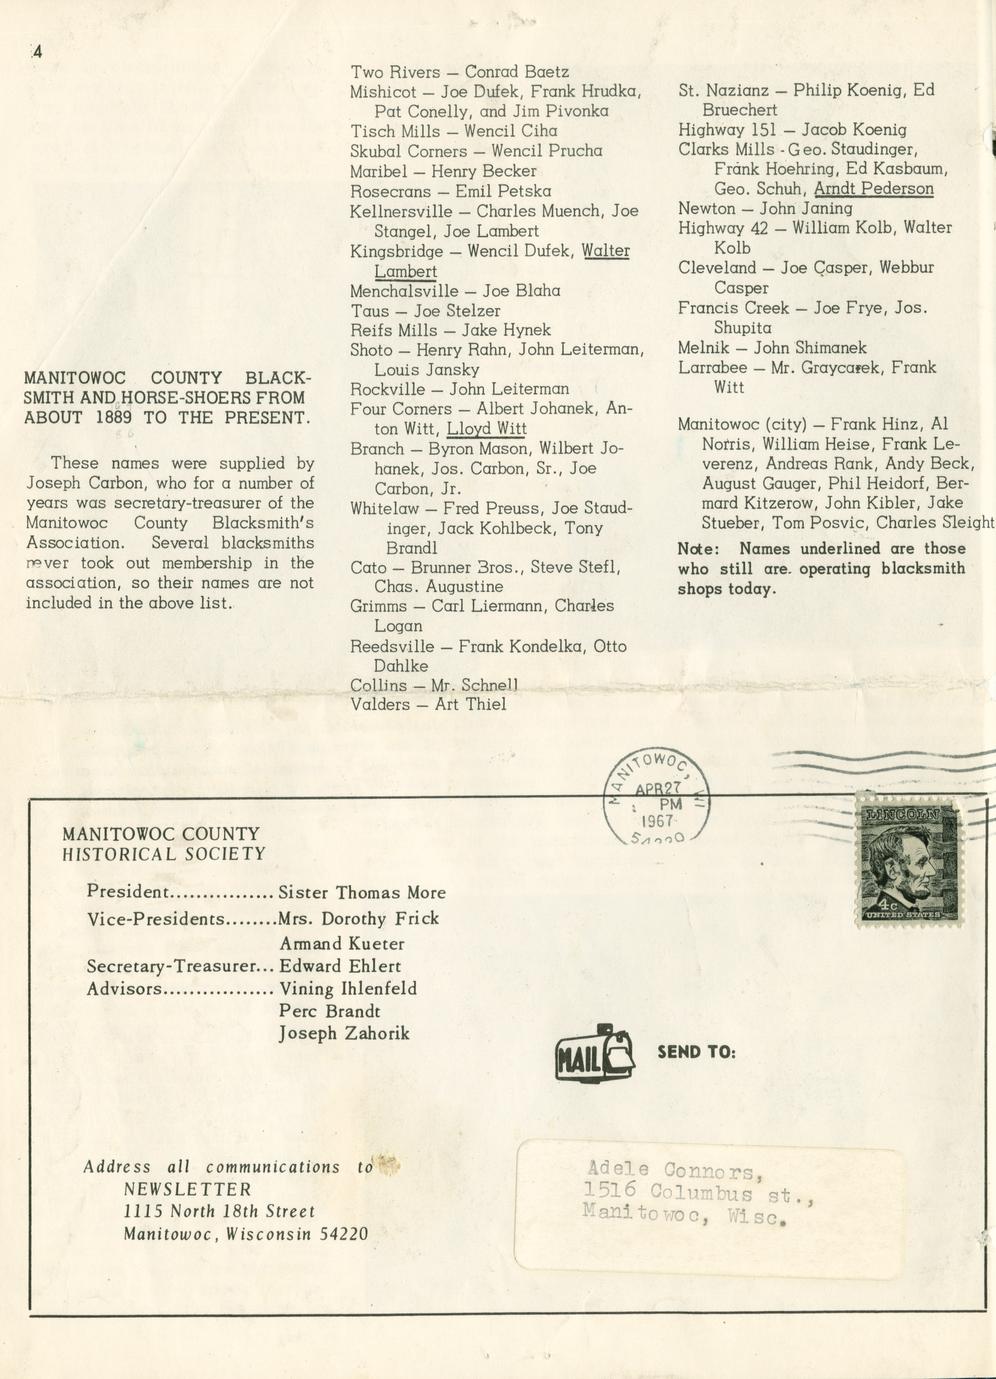 4
MANITOWOC COUNTY BLACK-
SMITH AND HORSE-SHOERS FROM
ABOUT 1889 TO THE PRESENT.
These names were supplied by
Joseph Carbon, who for a number of
years was secretary-treasurer of the
Manitowoc County Blacksmith's
Association. Several blacksmiths
never took out membership in the
association, so their names are not
included in the above list.
Two Rivers — Conrad Baetz
Mishicot — Joe Dufek, Frank Hrudka,
Pat Conelly, and Jim Pivonka
Tisch Mills — Wencil Ciha
Skubal Corners — Wencil Prucha
Maribel — Henry Becker
Rosecrans — Emil Petska
Kellnersville — Charles Muench, Joe
Stangel, Joe Lambert
Kingsbridge — Wencil Dufek, Walter
Lambert
Menchalsville — Joe Blaha
Taus — Joe Stelzer
Reifs Mills — Jake Hynek
Shoto — Henry Rahn, John Leiterman,
Louis Jansky
Rockville — John Leiterman
Four Corners — Albert Johanek, An-
ton Witt, Lloyd Witt
Branch — Byron Mason, Wilbert Jo-
hanek, Jos. Carbon, Sr., Joe
Carbon, Jr.
Whitelaw — Fred Preuss, Joe Staud-
inger, Jack Kohlbeck, Tony
Brandl
Cato — Brunner Bros., Steve Stefl,
Chas. Augustine
Grimms — Carl Liermann, Charles
Logan
Reedsville — Frank Kondelka, Otto
Dahlke
Collins — Mr. Schnell
Valders — Art Thiel
St. Nazianz — Philip Koenig, Ed
Bruechert
Highway 151 — Jacob Koenig
Clarks Mills - Geo. Staudinger,
Frank Hoehring, Ed Kasbaum,
Geo. Schuh, Arndt Pederson
Newton — John Janing
Highway 42 — William Kolb, Walter
Kolb
Cleveland — Joe Casper, Webbur
Casper
Francis Creek — Joe Frye, Jos.
Shupita
Melnik — John Shimanek
Larrabee — Mr. Graycarek, Frank
Witt
Manitowoc (city) — Frank Hinz, Al
Norris, William Heise, Frank Le-
verenz, Andreas Rank, Andy Beck,
August Gauger, Phil Heidorf, Ber-
mard Kitzerow, John Kibler, Jake
Stueber, Tom Posvic, Charles Sleight
Note: Names underlined are those
who still are operating blacksmith
shops today.
MANITOWOC, WI
APR 27
PM
1967
LINCOLN
4c
UNITED STATES
MANITOWOC COUNTY
HISTORICAL SOCIETY
President............... Sister Thomas More
Vice-Presidents........Mrs. Dorothy Frick
Armand Kueter
Secretary-Treasurer... Edward Ehlert
Advisors................. Vining Ihlenfeld
Perc Brandt
Joseph Zahorik
MAIL SEND TO:
Address all communications to
NEWSLETTER
1115 North 18th Street
Manitowoc, Wisconsin 54220
Adele Connors,
1516 Columbus st.,
Manitowoc, Wisc.